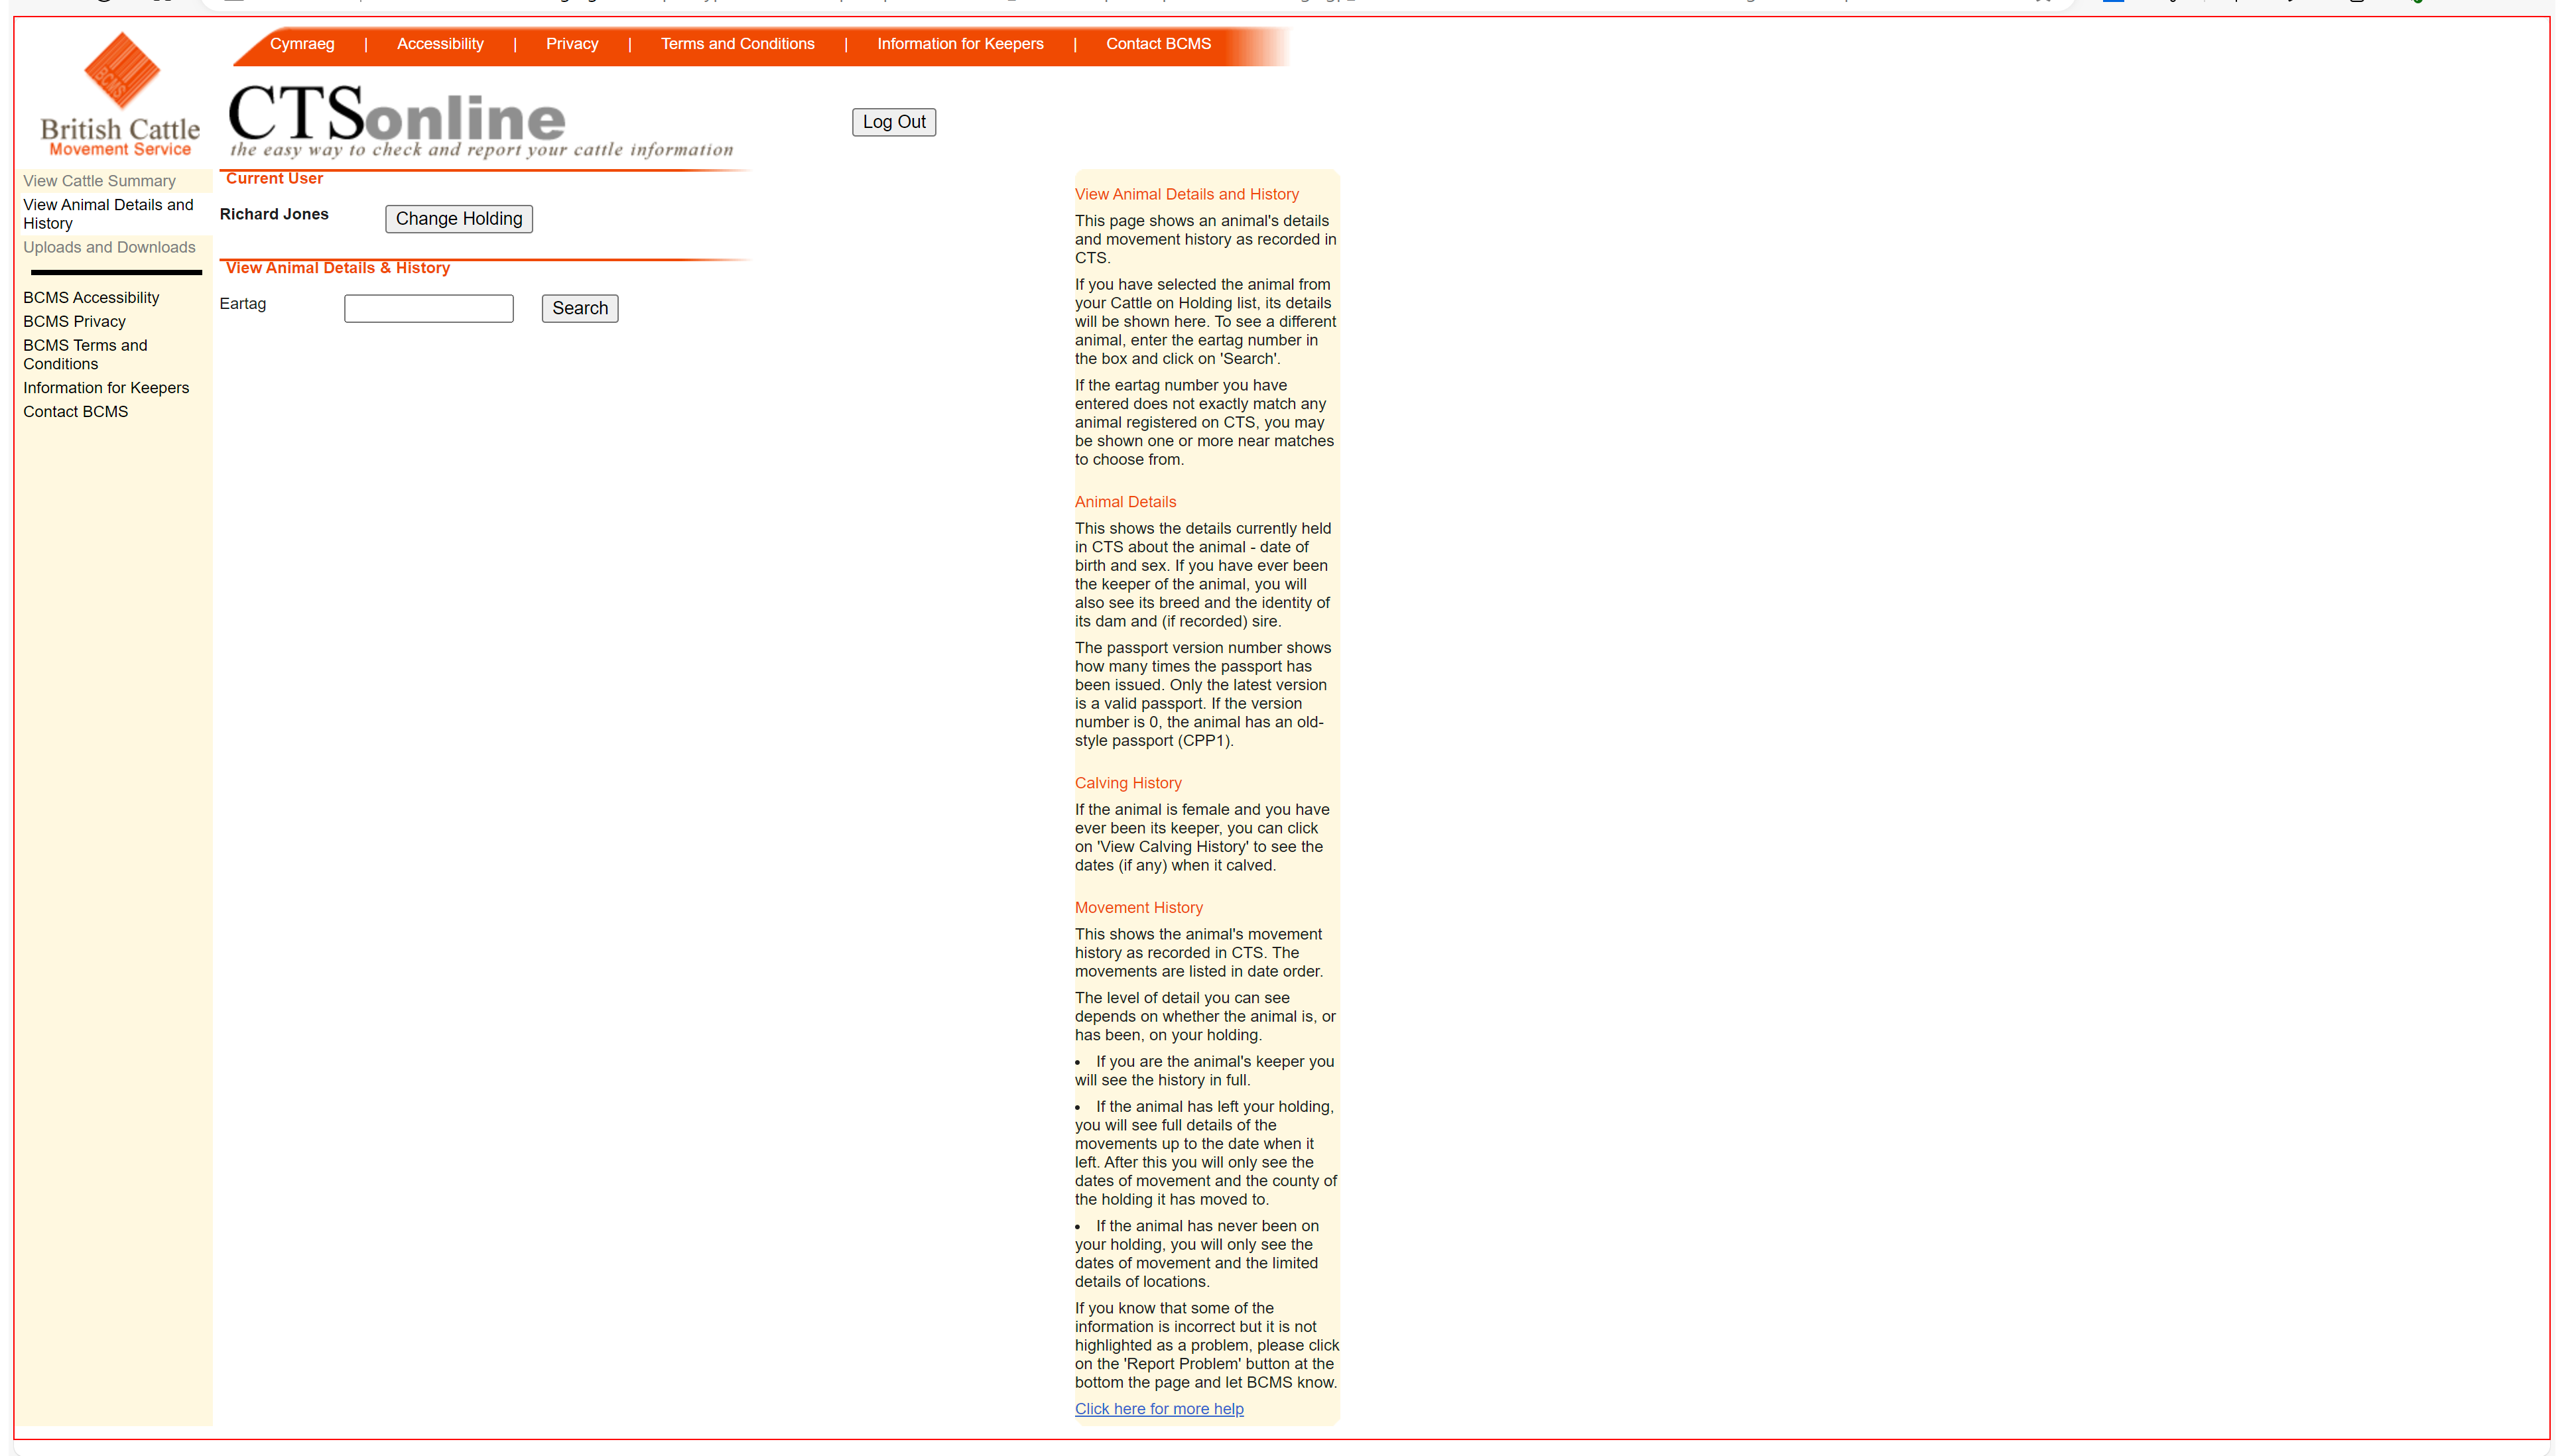 Cymraeg | Accessibility | Privacy | Terms and Conditions | Information for Keepers | Contact BCMS
BCMS
British Cattle
Movement Service
CTSonline
the easy way to check and report your cattle information
Log Out
View Cattle Summary
View Animal Details and
History
Uploads and Downloads
BCMS Accessibility
BCMS Privacy
BCMS Terms and
Conditions
Information for Keepers
Contact BCMS
Current User
Richard Jones Change Holding
View Animal Details & History
Eartag Search
View Animal Details and History
This page shows an animal's details
and movement history as recorded in
CTS.
If you have selected the animal from
your Cattle on Holding list, its details
will be shown here. To see a different
animal, enter the eartag number in
the box and click on 'Search'.
If the eartag number you have
entered does not exactly match any
animal registered on CTS, you may
be shown one or more near matches
to choose from.
Animal Details
This shows the details currently held
in CTS about the animal - date of
birth and sex. If you have ever been
the keeper of the animal, you will
also see its breed and the identity of
its dam and (if recorded) sire.
The passport version number shows
how many times the passport has
been issued. Only the latest version
is a valid passport. If the version
number is 0, the animal has an old-
style passport (CPP1).
Calving History
If the animal is female and you have
ever been its keeper, you can click
on 'View Calving History' to see the
dates (if any) when it calved.
Movement History
This shows the animal's movement
history as recorded in CTS. The
movements are listed in date order.
The level of detail you can see
depends on whether the animal is, or
has been, on your holding.
• If you are the animal's keeper you
will see the history in full.
• If the animal has left your holding,
you will see full details of the
movements up to the date when it
left. After this you will only see the
dates of movement and the county of
the holding it has moved to.
• If the animal has never been on
your holding, you will only see the
dates of movement and the limited
details of locations.
If you know that some of the
information is incorrect but it is not
highlighted as a problem, please click
on the 'Report Problem' button at the
bottom the page and let BCMS know.
Click here for more help